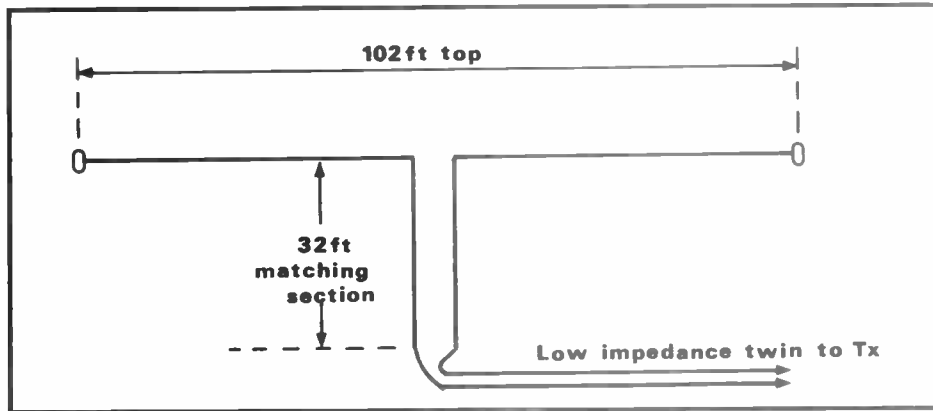 102ft top
32ft
matching
section
Low impedance twin to Tx